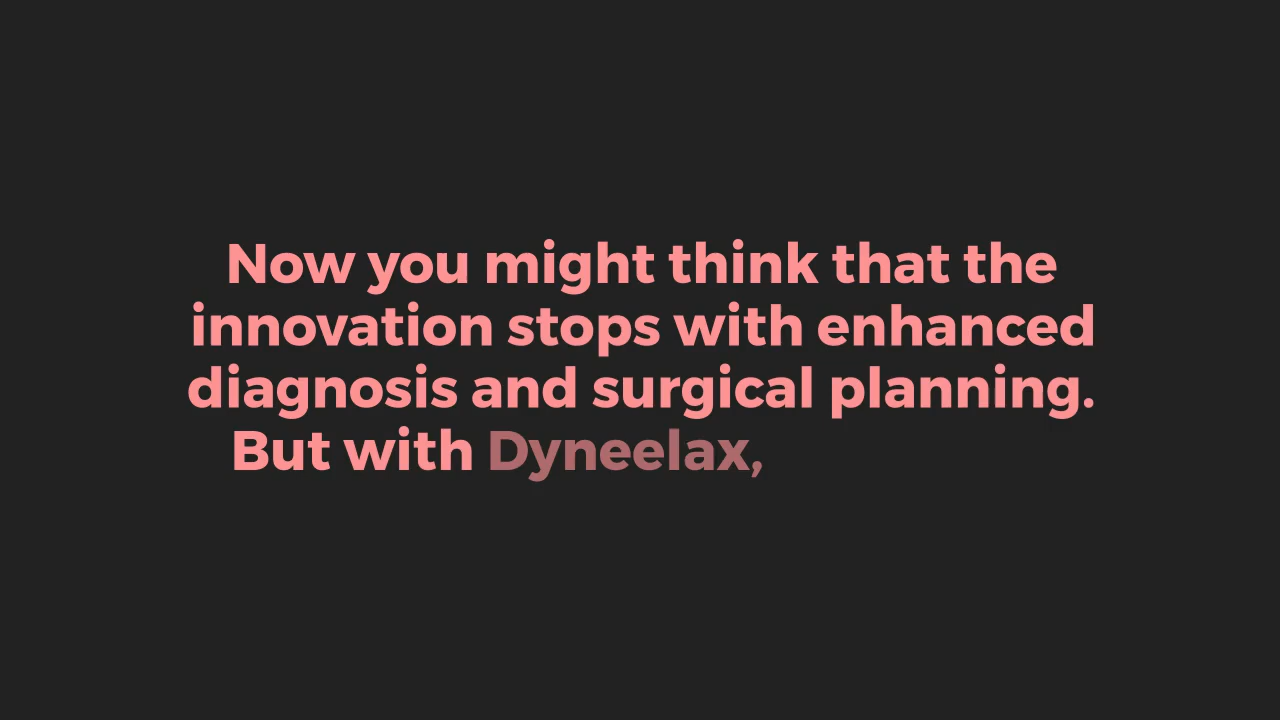 Now you might think that the
innovation stops with enhanced
diagnosis and surgical planning.
But with Dyneelax,